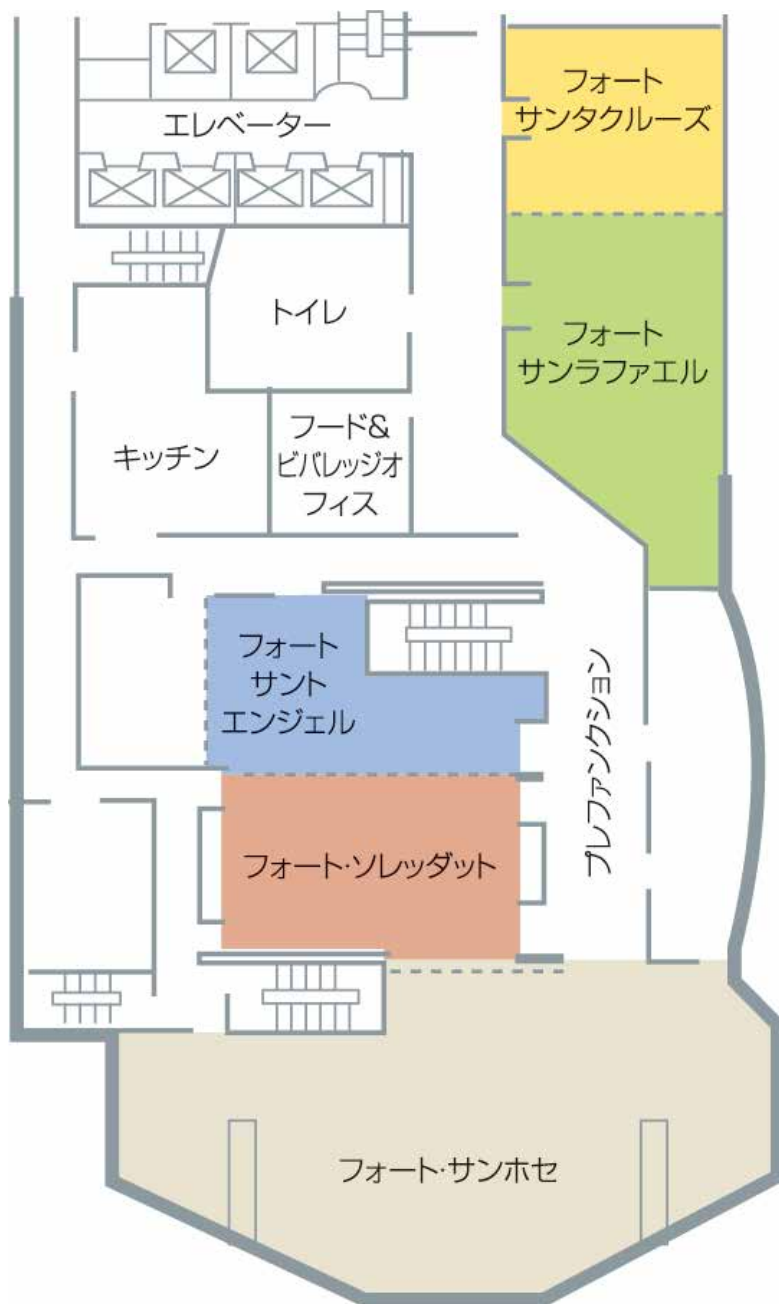 フォート
サンタクルーズ
エレベーター
トイレ
フォート
サンラファエル
キッチン
フード&
ビバレッジオ
フィス
フォート
サント
エンジェル
プレファンクション
フォート・ソレッダット
フォート・サンホセ